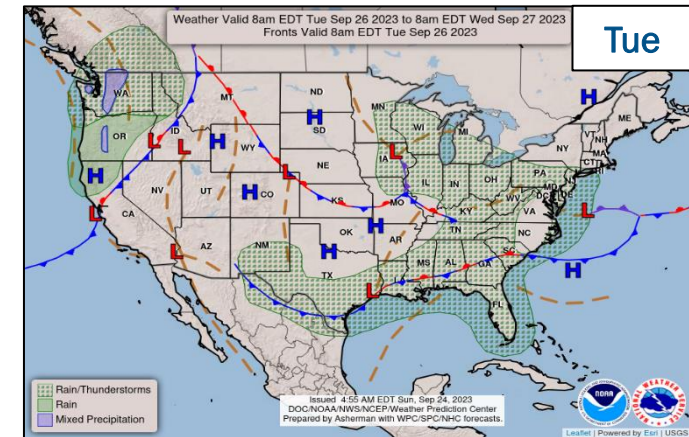 Weather Valid 8am EDT Tue Sep 26 2023 to 8am EDT Wed Sep 27 2023
Fronts Valid 8am EDT Tue Sep 26 2023
Tue
WA
MT
ND
MN
ME
H
H
OR
ID
SD
WI
MI
VT
NH
NY
MA
CT
RI
L
L
H
WY
IA
L
PA
NJ
H
L
NE
IL
IN
OH
MD
DE
DC
NV
UT
H
CO
WV
VA
L
CA
KS
MO
KY
L
H
NC
TN
L
AZ
NM
OK
H
AR
SC
H
TX
MS
AL
GA
L
LA
FL
Rain/Thunderstorms
Rain
Mixed Precipitation
Issued 4:55 AM EDT Sun, Sep 24, 2023
DOC/NOAA/NWS/NCEP/Weather Prediction Center
Prepared by Asherman with WPC/SPC/NHC forecasts.
NOAA
Leaflet | Powered by Esri | USGS